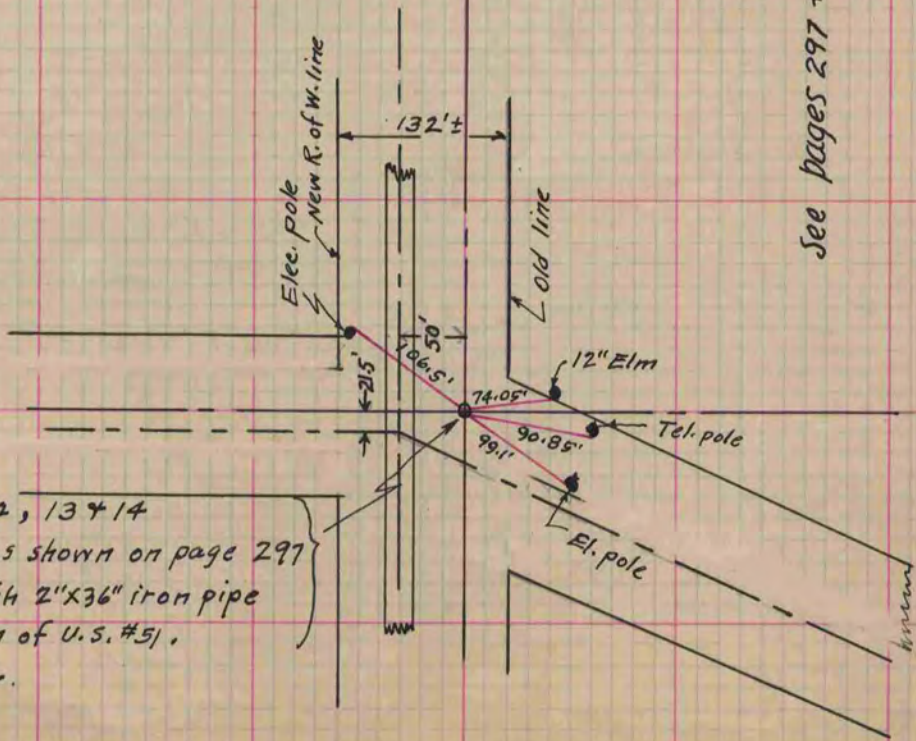 See pages 297
132'±
Elec. pole
New R. of W. line
Old line
50'
106.5'
21.5'
12" Elm
74.05'
Tel. pole
90.85'
99.1'
El. pole
, 13 & 14
s shown on page 297
2"x36" iron pipe
of U.S. #51.